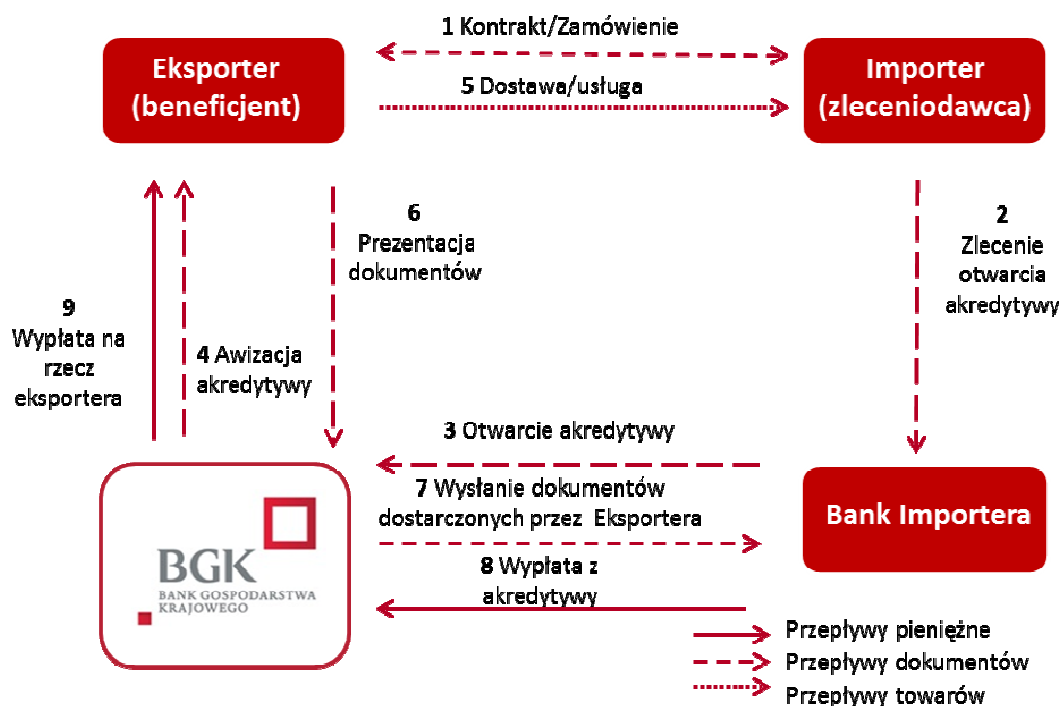 1 Kontrakt/Zamówienie
Eksporter
(beneficjent)
5 Dostawa/usługa
Importer
(zleceniodawca)
6
Prezentacja
dokumentów
2
Zlecenie
otwarcia
akredytywy
9
Wypłata na
rzecz
eksportera
4 Awizacja
akredytywy
3 Otwarcie akredytywy
7 Wysłanie dokumentów
dostarczonych przez Eksportera
Bank Importera
BGK
BANK GOSPODARSTWA
KRAJOWEGO
8 Wypłata z
akredytywy
Przepływy pieniężne
Przepływy dokumentów
Przepływy towarów